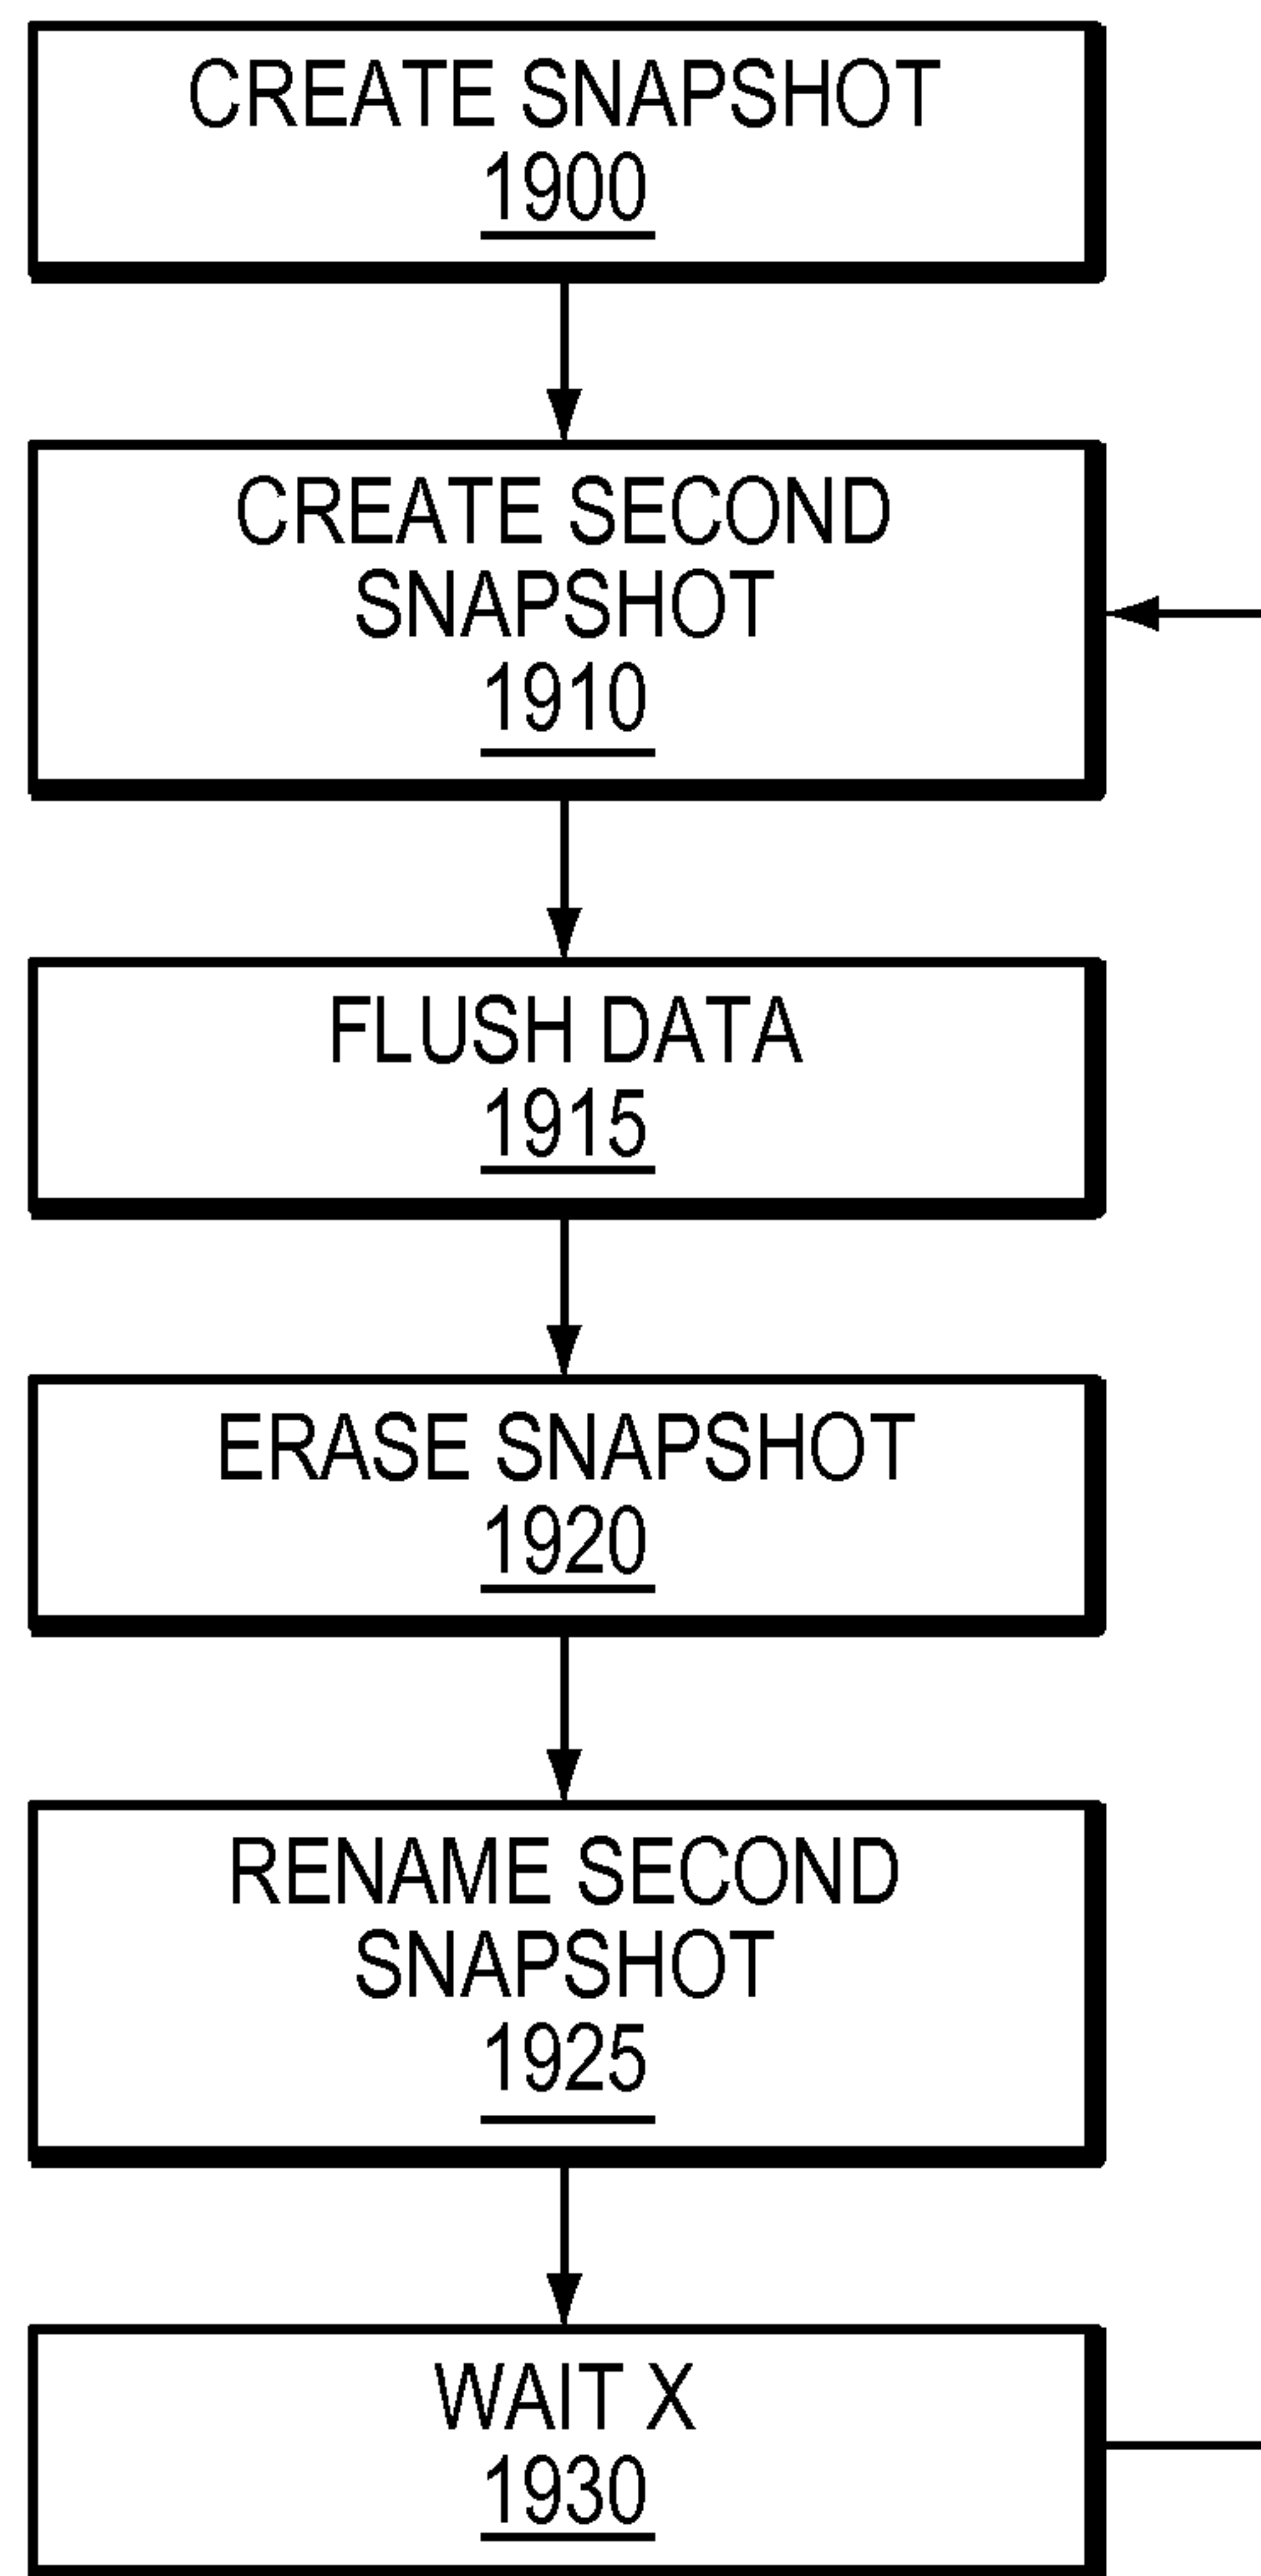 CREATE SNAPSHOT
1900
CREATE SECOND
SNAPSHOT
1910
FLUSH DATA
1915
ERASE SNAPSHOT
1920
RENAME SECOND
SNAPSHOT
1925
WAIT X
1930